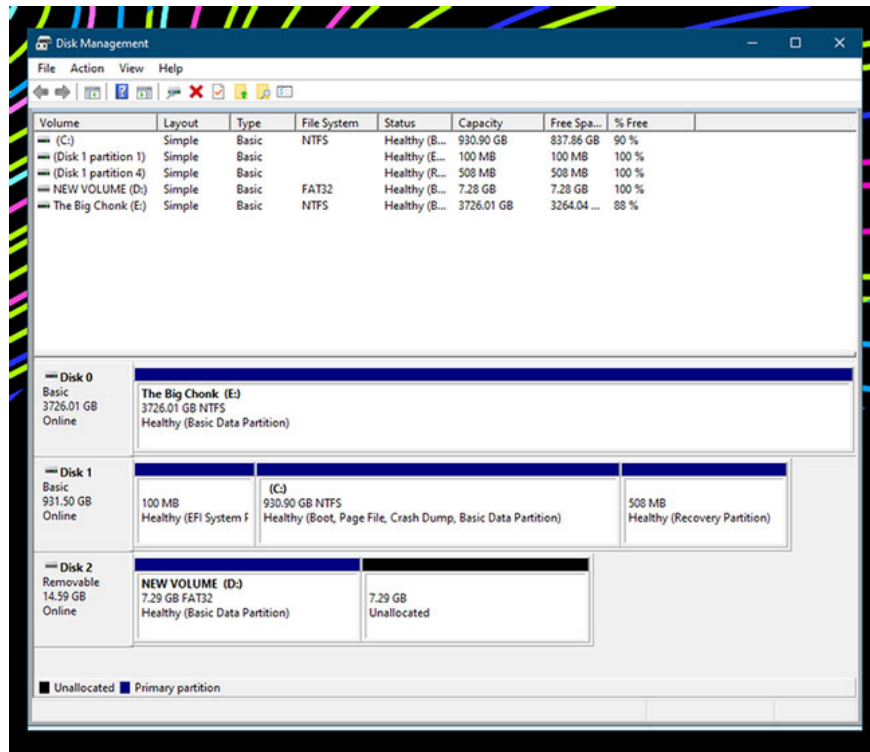 Disk Management
File Action View Help
Volume Layout Type File System Status Capacity Free Spa... % Free
(C:) Simple Basic NTFS Healthy (B... 930.90 GB 837.86 GB 90 %
(Disk 1 partition 1) Simple Basic Healthy (E... 100 MB 100 MB 100 %
(Disk 1 partition 4) Simple Basic Healthy (R... 508 MB 508 MB 100 %
NEW VOLUME (D:) Simple Basic FAT32 Healthy (B... 7.28 GB 7.28 GB 100 %
The Big Chonk (E:) Simple Basic NTFS Healthy (B... 3726.01 GB 3264.04 ... 88 %
Disk 0
Basic
3726.01 GB
Online
The Big Chonk (E:)
3726.01 GB NTFS
Healthy (Basic Data Partition)
Disk 1
Basic
931.50 GB
Online
100 MB
Healthy (EFI System P
(C:)
930.90 GB NTFS
Healthy (Boot, Page File, Crash Dump, Basic Data Partition)
508 MB
Healthy (Recovery Partition)
Disk 2
Removable
14.59 GB
Online
NEW VOLUME (D:)
7.29 GB FAT32
Healthy (Basic Data Partition)
7.29 GB
Unallocated
Unallocated Primary partition